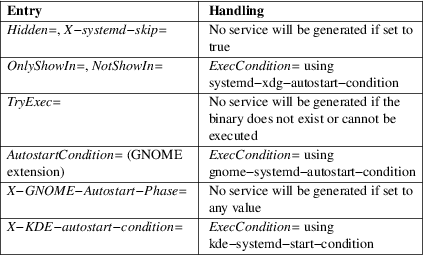 Entry Handling
Hidden=, X−systemd−skip= No service will be generated if set to
true
OnlyShowIn=, NotShowIn= ExecCondition= using
systemd−xdg−autostart−condition
TryExec= No service will be generated if the
binary does not exist or cannot be
executed
AutostartCondition= (GNOME ExecCondition= using
extension) gnome−systemd−autostart−condition
X−GNOME−Autostart−Phase= No service will be generated if set to
any value
X−KDE−autostart−condition= ExecCondition= using
kde−systemd−start−condition